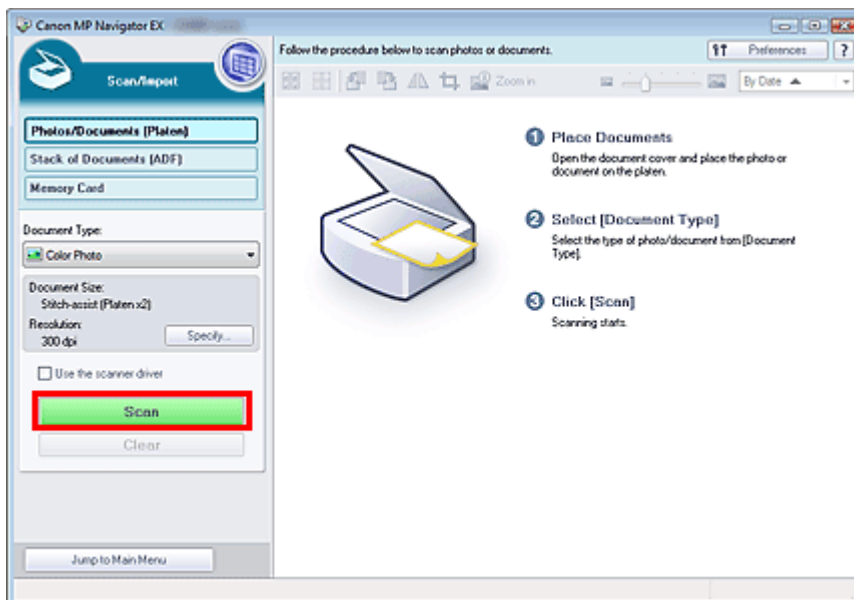 Canon MP Navigator EX
Scan/Import
Follow the procedure below to scan photos or documents.
Preferences
?
Zoom in
By Date
Photos/Documents (Platen)
Stack of Documents (ADF)
Memory Card
Document Type:
Color Photo
Document Size:
Stitch-assist (Platen x2)
Resolution:
300 dpi
Specify...
Use the scanner driver
Scan
Clear
Jump to Main Menu
1 Place Documents
Open the document cover and place the photo or
document on the platen.
2 Select [Document Type]
Select the type of photo/document from [Document
Type].
3 Click [Scan]
Scanning starts.